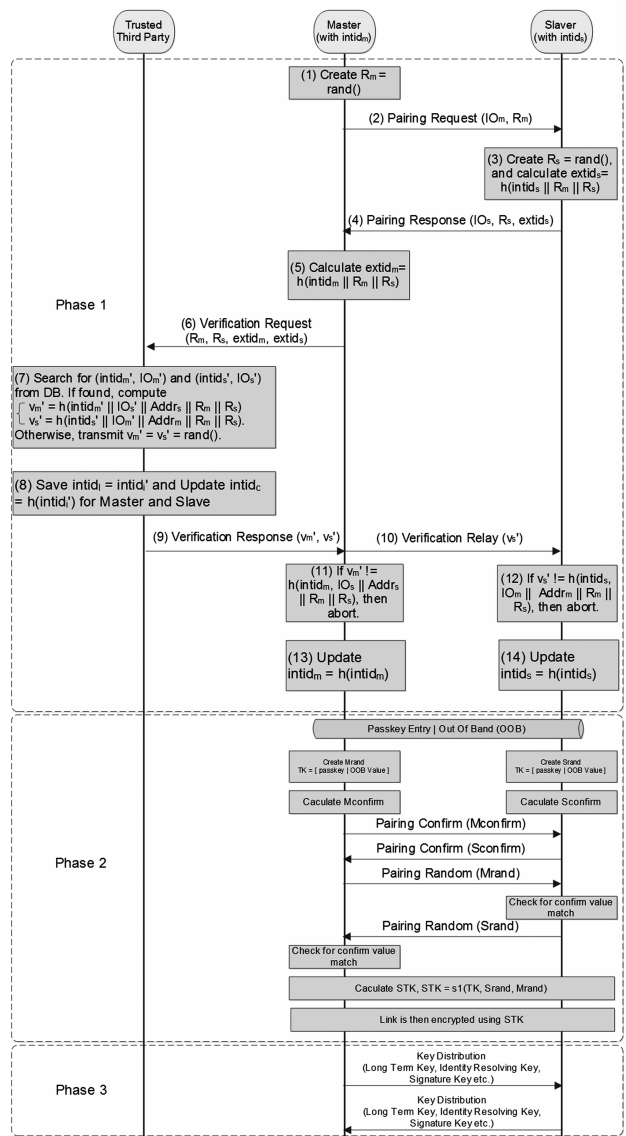 Trusted
Third Party
Master
(with intidm)
Slaver
(with intids)
(1) Create Rm =
rand()
(2) Pairing Request (IOm, Rm)
(3) Create Rs = rand(),
and calculate extids=
h(intids || Rm || Rs)
(4) Pairing Response (IOs, Rs, extids)
(5) Calculate extidm=
h(intidm || Rm || Rs)
Phase 1
(6) Verification Request
(Rm, Rs, extidm, extids)
(7) Search for (intidm', IOm') and (intids', IOs')
from DB. If found, compute
vm' = h(intidm' || IOs' || Addrs || Rm || Rs)
vs' = h(intids' || IOm' || Addrm || Rm || Rs).
Otherwise, transmit vm' = vs' = rand().
(8) Save intidl = intidi' and Update intidc
= h(intidi') for Master and Slave
(9) Verification Response (vm', vs')
(10) Verification Relay (vs')
(11) If vm' !=
h(intidm, IOs || Addrs
|| Rm || Rs), then
abort.
(12) If vs' != h(intids,
IOm || Addrm || Rm ||
Rs), then abort.
(13) Update
intidm = h(intidm)
(14) Update
intids = h(intids)
Passkey Entry | Out Of Band (OOB)
Create Mrand
TK = [ passkey | OOB Value ]
Create Srand
TK = [ passkey | OOB Value ]
Caculate Mconfirm
Caculate Sconfirm
Pairing Confirm (Mconfirm)
Pairing Confirm (Sconfirm)
Phase 2
Pairing Random (Mrand)
Check for confirm value
match
Pairing Random (Srand)
Check for confirm value
match
Caculate STK, STK = s1(TK, Srand, Mrand)
Link is then encrypted using STK
Key Distribution
(Long Term Key, Identity Resolving Key,
Signature Key etc.)
Phase 3
Key Distribution
(Long Term Key, Identity Resolving Key,
Signature Key etc.)